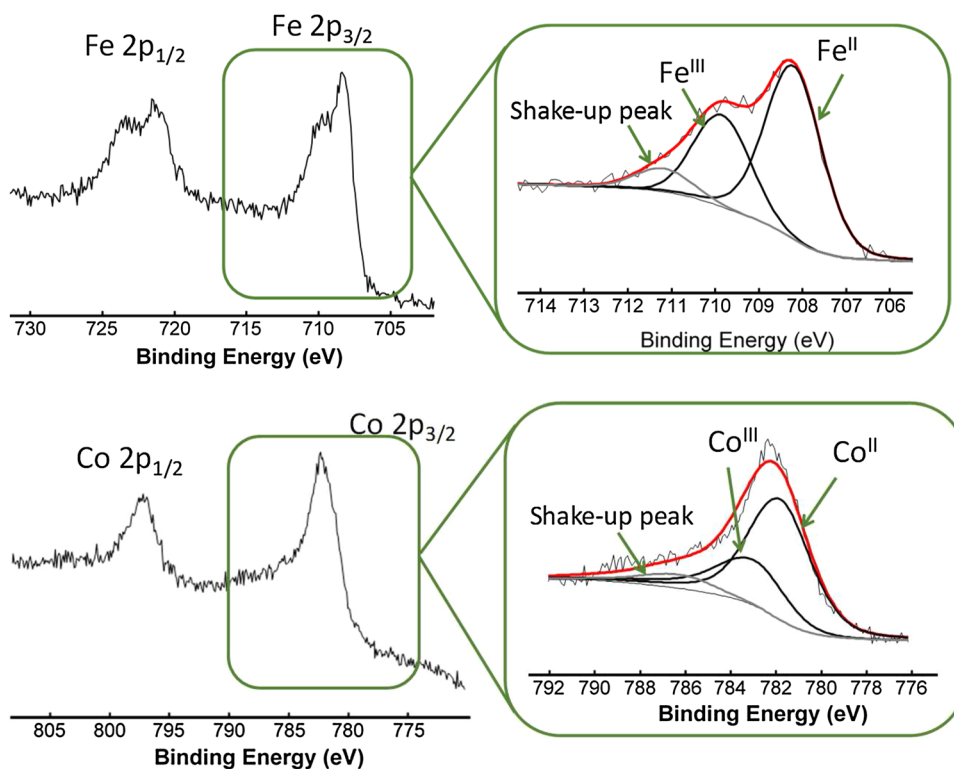 Fe 2p₁/₂
Fe 2p₃/₂
730 725 720 715 710 705
Binding Energy (eV)
Shake-up peak
Feᴵᴵᴵ
Feᴵᴵ
714 713 712 711 710 709 708 707 706
Binding Energy (eV)
Co 2p₁/₂
Co 2p₃/₂
805 800 795 790 785 780 775
Binding Energy (eV)
Shake-up peak
Coᴵᴵᴵ
Coᴵᴵ
792 790 788 786 784 782 780 778 776
Binding Energy (eV)